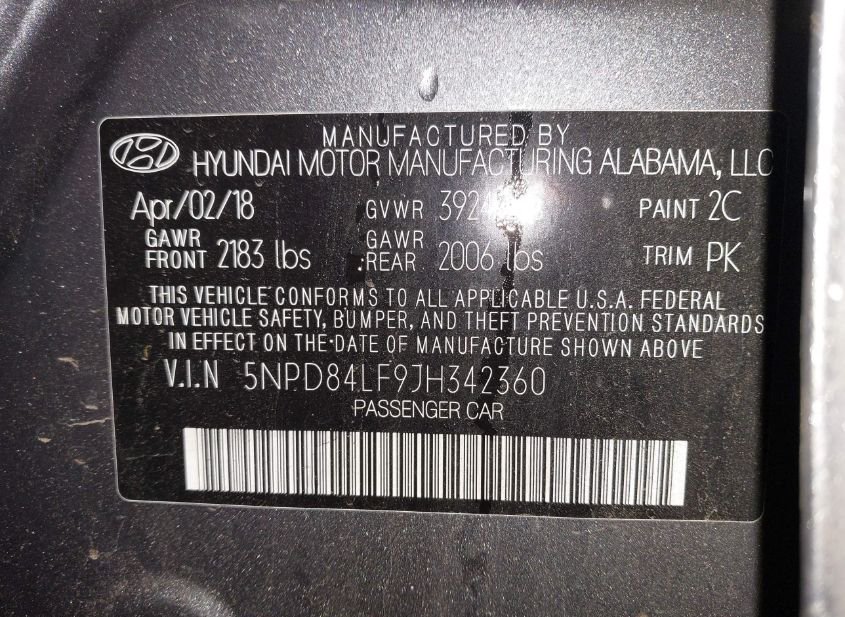 MANUFACTURED BY
HYUNDAI MOTOR MANUFACTURING ALABAMA, LLC
Apr/02/18 GVWR PAINT 2C
GAWR FRONT 2183 lbs GAWR REAR 2006 lbs TRIM PK
THIS VEHICLE CONFORMS TO ALL APPLICABLE U.S.A. FEDERAL
MOTOR VEHICLE SAFETY, BUMPER, AND THEFT PREVENTION STANDARDS
IN EFFECT ON THE DATE OF MANUFACTURE SHOWN ABOVE
V.I.N 5NPD84LF9JH342360
PASSENGER CAR